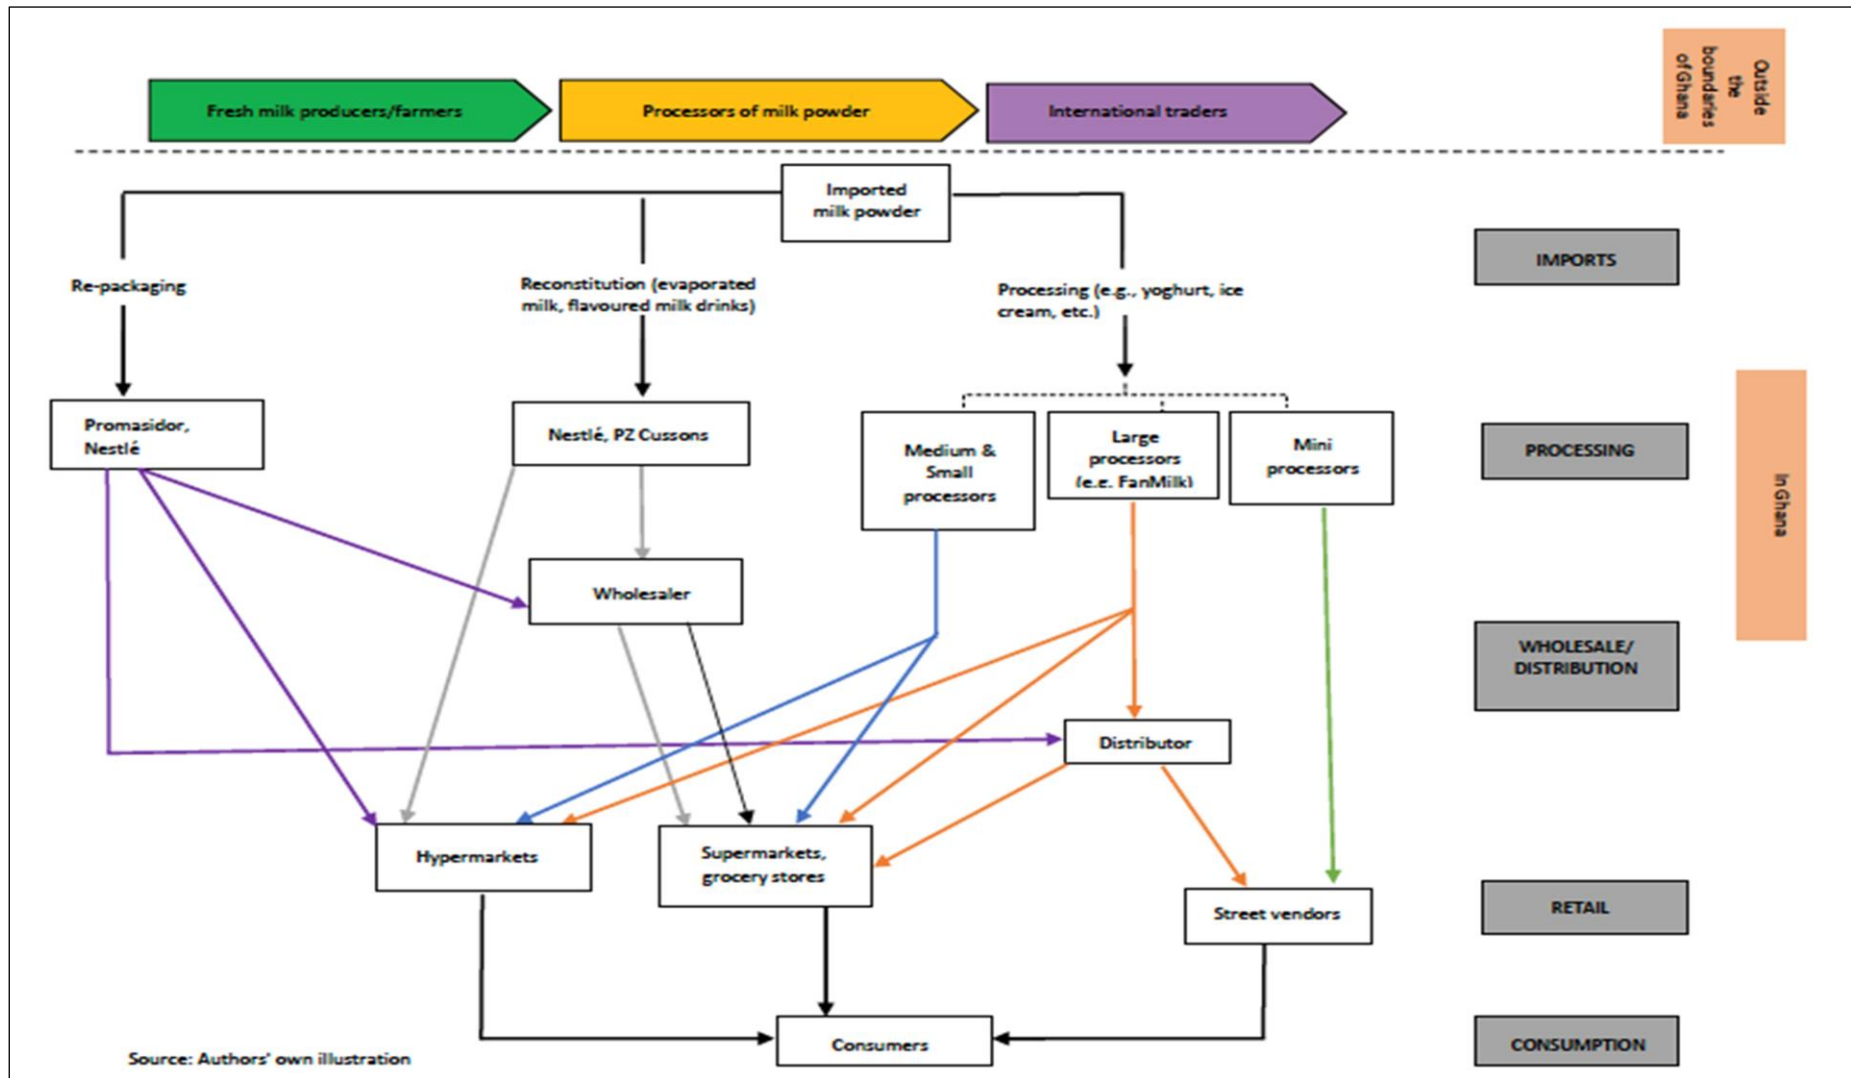 Outside
the
boundaries
of Ghana
Fresh milk producers/farmers
Processors of milk powder
International traders
Imported
milk powder
IMPORTS
Re-packaging
Reconstitution (evaporated
milk, flavoured milk drinks)
Processing (e.g., yoghurt, ice
cream, etc.)
Promasidor,
Nestlé
Nestlé, PZ Cussons
Medium &
Small
processors
Large
processors
(e.g. FanMilk)
Mini
processors
PROCESSING
In Ghana
Wholesaler
WHOLESALE/
DISTRIBUTION
Distributor
Hypermarkets
Supermarkets,
grocery stores
Street vendors
RETAIL
Consumers
CONSUMPTION
Source: Authors' own illustration